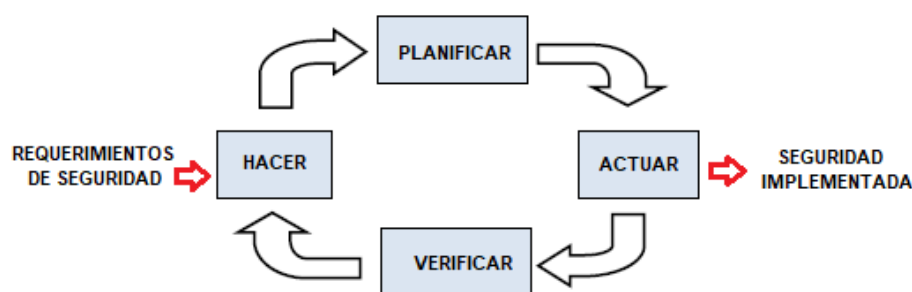 PLANIFICAR
REQUERIMIENTOS
DE SEGURIDAD
HACER
ACTUAR
SEGURIDAD
IMPLEMENTADA
VERIFICAR